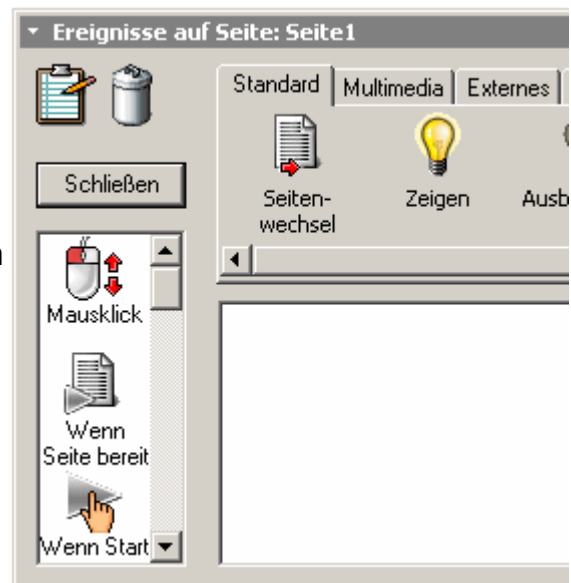 Ereignisse auf Seite: Seite1
Standard
Multimedia
Externes
Schließen
Seiten-
wechsel
Zeigen
Mausklick
Wenn
Seite bereit
Wenn Start